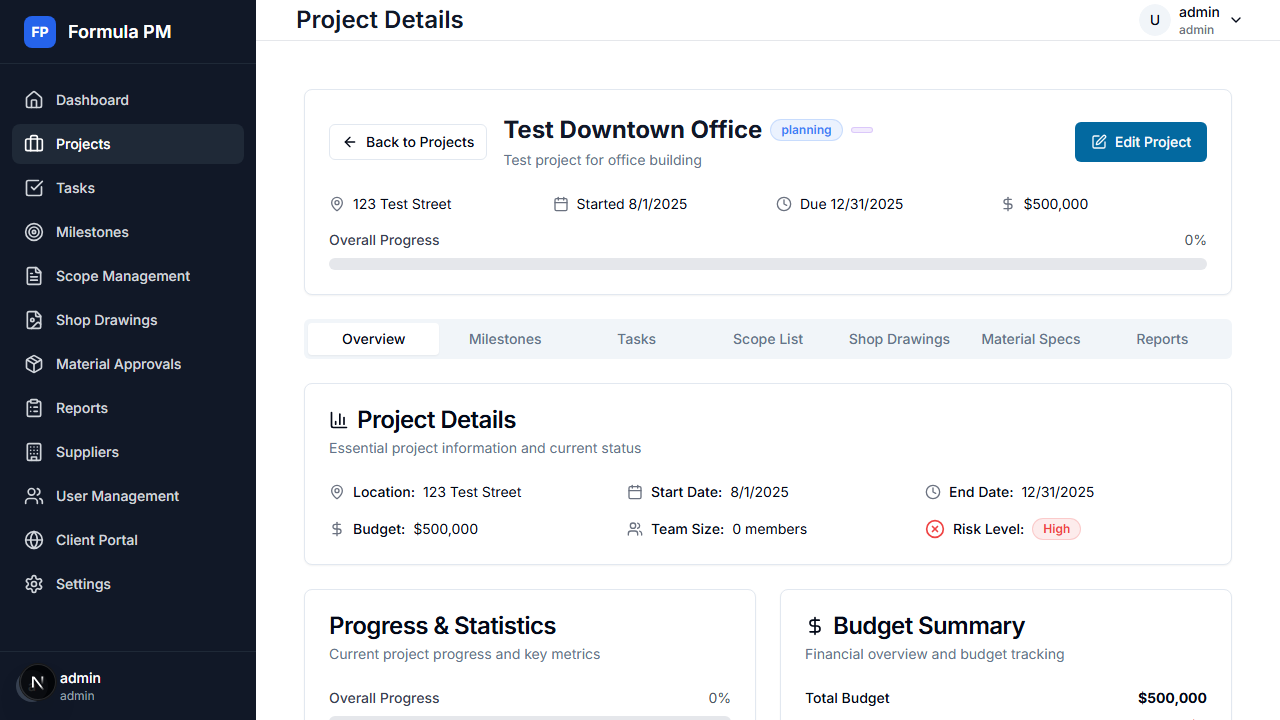 FP Formula PM
Dashboard
Projects
Tasks
Milestones
Scope Management
Shop Drawings
Material Approvals
Reports
Suppliers
User Management
Client Portal
Settings
N
admin
admin
Project Details
U
admin
admin
Back to Projects
Test Downtown Office planning
Test project for office building
Edit Project
123 Test Street
Started 8/1/2025
Due 12/31/2025
$500,000
Overall Progress 0%
Overview Milestones Tasks Scope List Shop Drawings Material Specs Reports
Project Details
Essential project information and current status
Location: 123 Test Street
Start Date: 8/1/2025
End Date: 12/31/2025
Budget: $500,000
Team Size: 0 members
Risk Level: High
Progress & Statistics
Current project progress and key metrics
Overall Progress 0%
Budget Summary
Financial overview and budget tracking
Total Budget $500,000